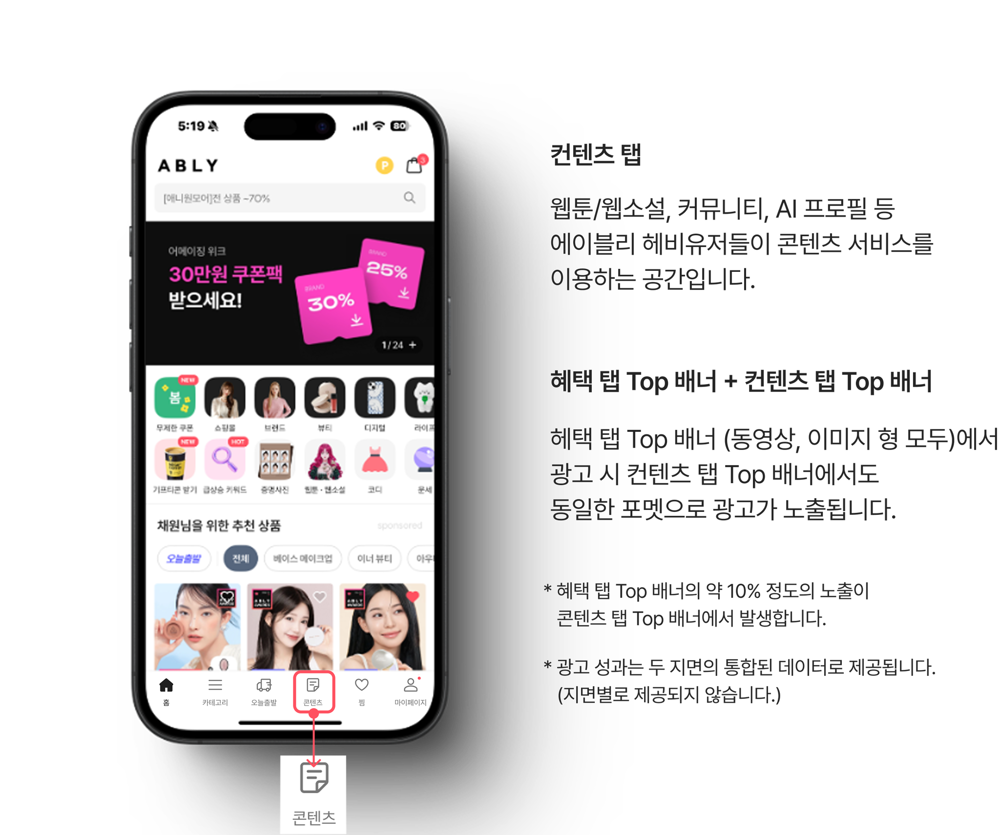 5:19
80
ABLY
P
3
[애니원모어]전 상품 ~70%
어메이징 위크
30만원 쿠폰팩
받으세요!
BRAND
25%
BRAND
30%
1/24 +
NEW
봄
무제한 쿠폰
쇼핑몰
브랜드
뷰티
디지털
라이프
NEW
HOT
기프티콘 받기
급상승 키워드
증명사진
웹툰·웹소설
코디
운세
채원님을 위한 추천 상품
sponsored
오늘출발
전체
베이스 메이크업
이너 뷰티
아우
ABLY
ABLY
홈
카테고리
오늘출발
콘텐츠
찜
마이페이지
콘텐츠
컨텐츠 탭
웹툰/웹소설, 커뮤니티, AI 프로필 등
에이블리 헤비유저들이 콘텐츠 서비스를
이용하는 공간입니다.
혜택 탭 Top 배너 + 컨텐츠 탭 Top 배너
헤택 탭 Top 배너 (동영상, 이미지 형 모두)에서
광고 시 컨텐츠 탭 Top 배너에서도
동일한 포멧으로 광고가 노출됩니다.
* 혜택 탭 Top 배너의 약 10% 정도의 노출이
콘텐츠 탭 Top 배너에서 발생합니다.
* 광고 성과는 두 지면의 통합된 데이터로 제공됩니다.
(지면별로 제공되지 않습니다.)